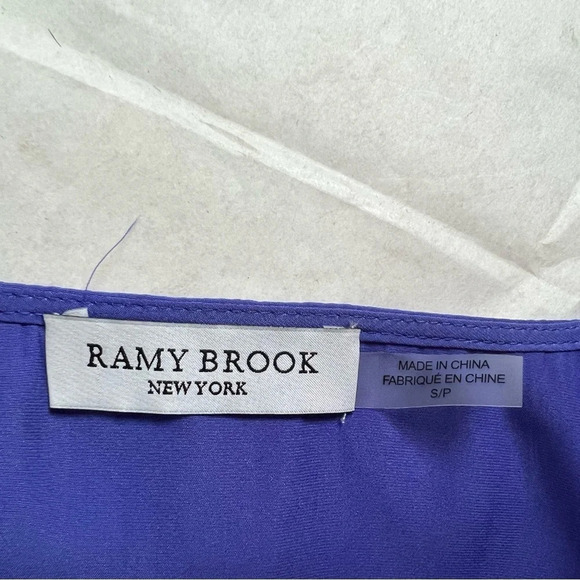 RAMY BROOK
NEW YORK
MADE IN CHINA
FABRIQUÉ EN CHINE
S/P